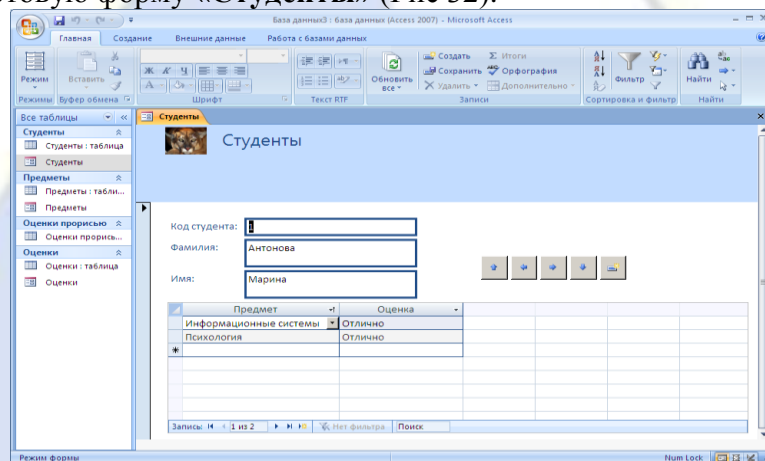 товую форму «Студенты» (Рис 32).
База данных3 : база данных (Access 2007) - Microsoft Access
Главная Создание Внешние данные Работа с базами данных
Режим
Вставить
Ж К Ч
Обновить все
Создать
Сохранить
Удалить
Итоги
Орфография
Дополнительно
Фильтр
Найти
Режимы Буфер обмена Шрифт Текст RTF Записи Сортировка и фильтр Найти
Все таблицы
Студенты
Студенты : таблица
Студенты
Предметы
Предметы : табли...
Предметы
Оценки прорисью
Оценки прорись...
Оценки
Оценки : таблица
Оценки
Студенты
Студенты
Код студента: 1
Фамилия: Антонова
Имя: Марина
Предмет Оценка
Информационные системы Отлично
Психология Отлично
Запись: 1 из 2 Нет фильтра Поиск
Режим формы Num Lock